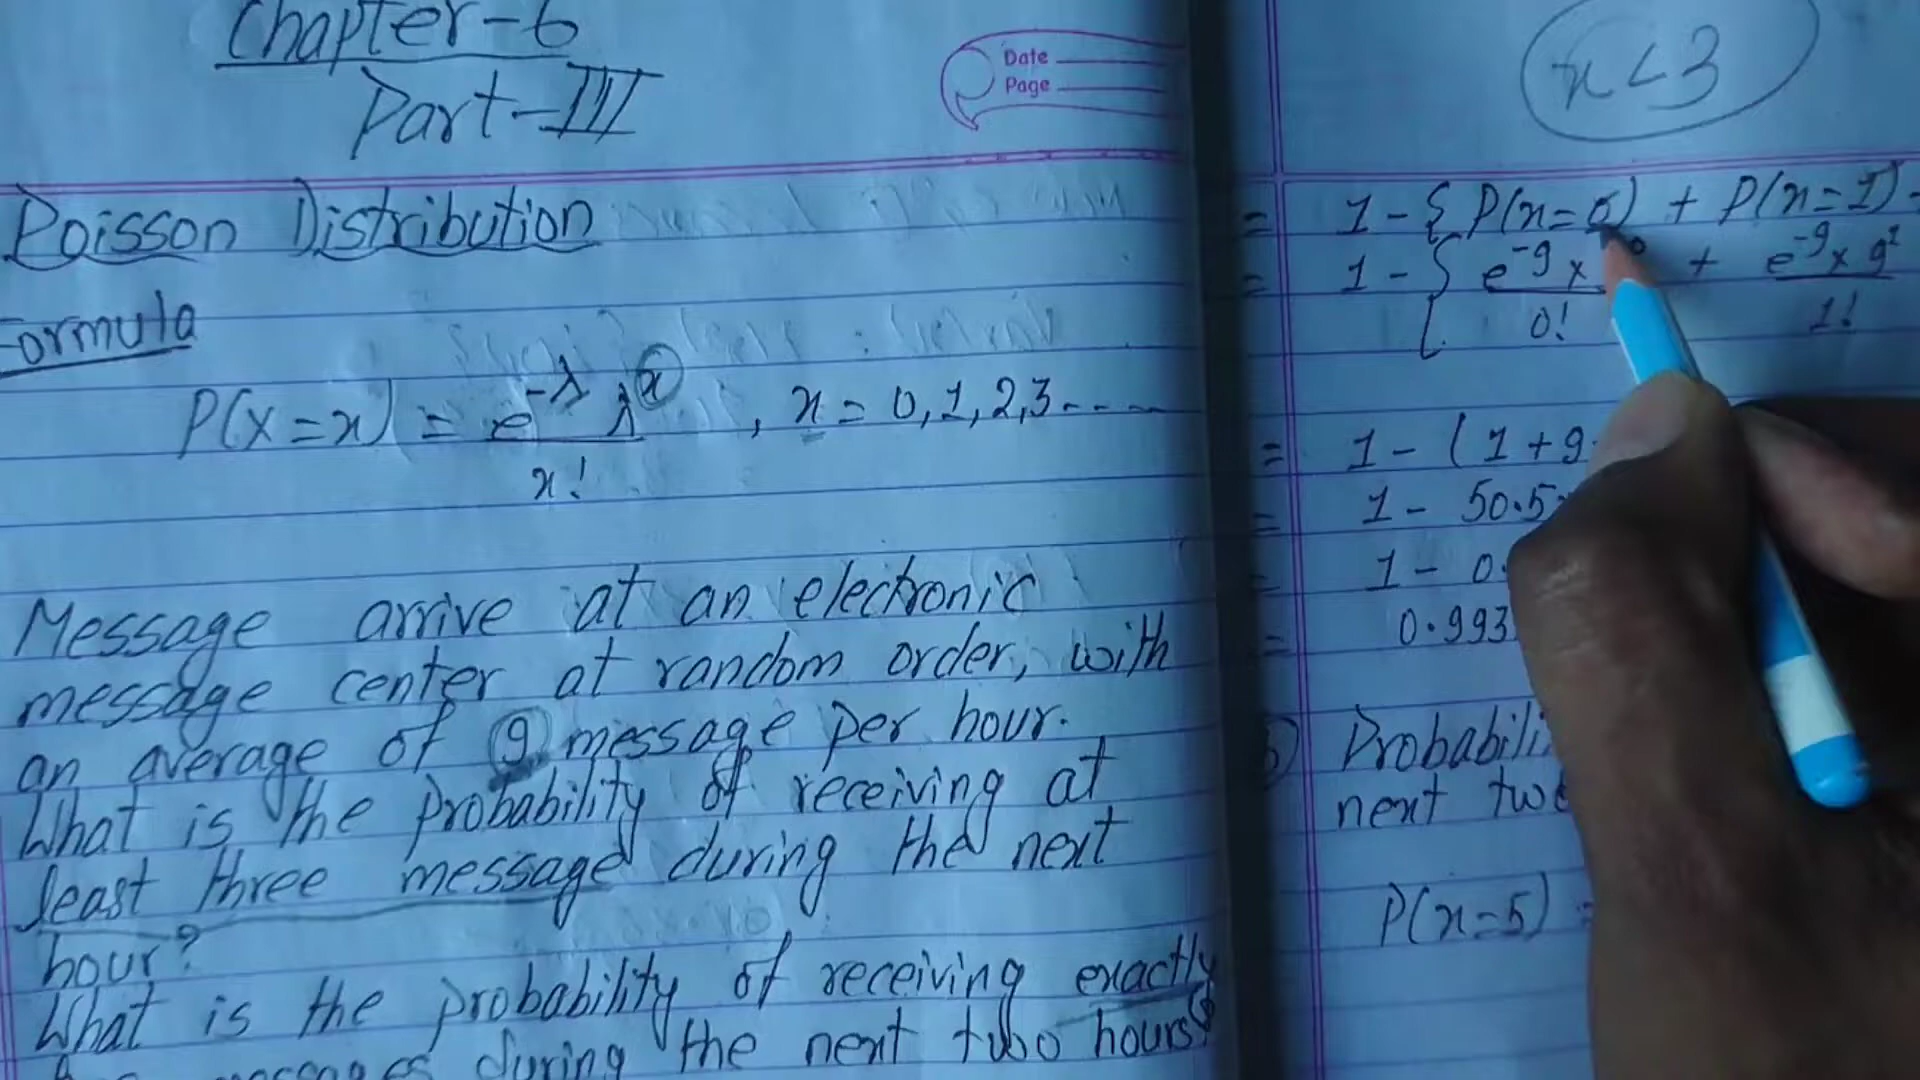 Chapter-6
Part-III
Date
Page
Poisson Distribution
Formula
P(X=x) = e^-λ λ^x / x! , x = 0,1,2,3----
Message arrive at an electronic
message center at random order, with
an average of 9 message per hour.
What is the probability of receiving at
least three message during the next
hour?
What is the probability of receiving exactly
during the next two hours?
x<3
= 1-{P(x=0) + P(x=1)
= 1-{ e^-9 x / 0! + e^-9 x 9^1 / 1!
= 1-(1+9
= 1- 50.5
= 1- 0.
= 0.993
Probabili
next two
P(x=5) =